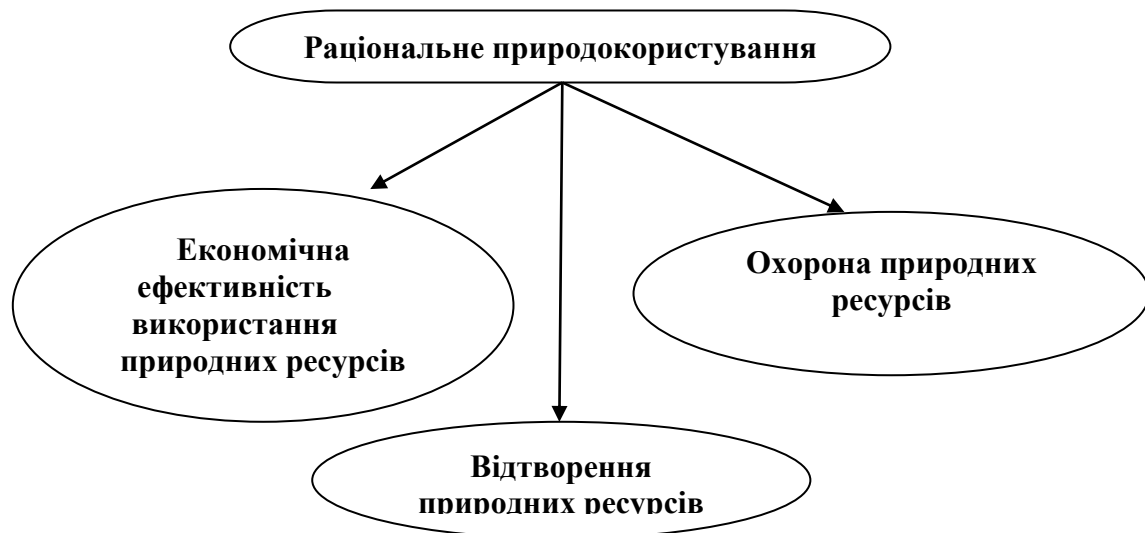 Раціональне природокористування
Економічна
ефективність
використання
природних ресурсів
Охорона природних
ресурсів
Відтворення
природних ресурсів